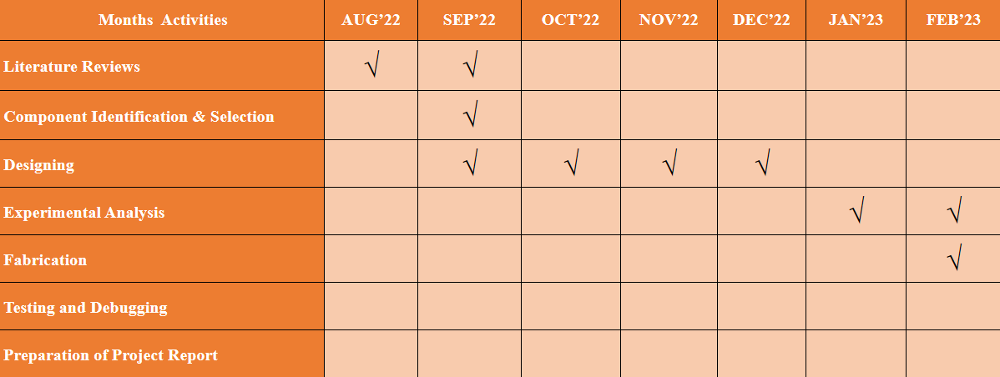 Months Activities AUG’22 SEP’22 OCT’22 NOV’22 DEC’22 JAN’23 FEB’23
Literature Reviews √ √
Component Identification & Selection √
Designing √ √ √ √
Experimental Analysis √ √
Fabrication √
Testing and Debugging
Preparation of Project Report